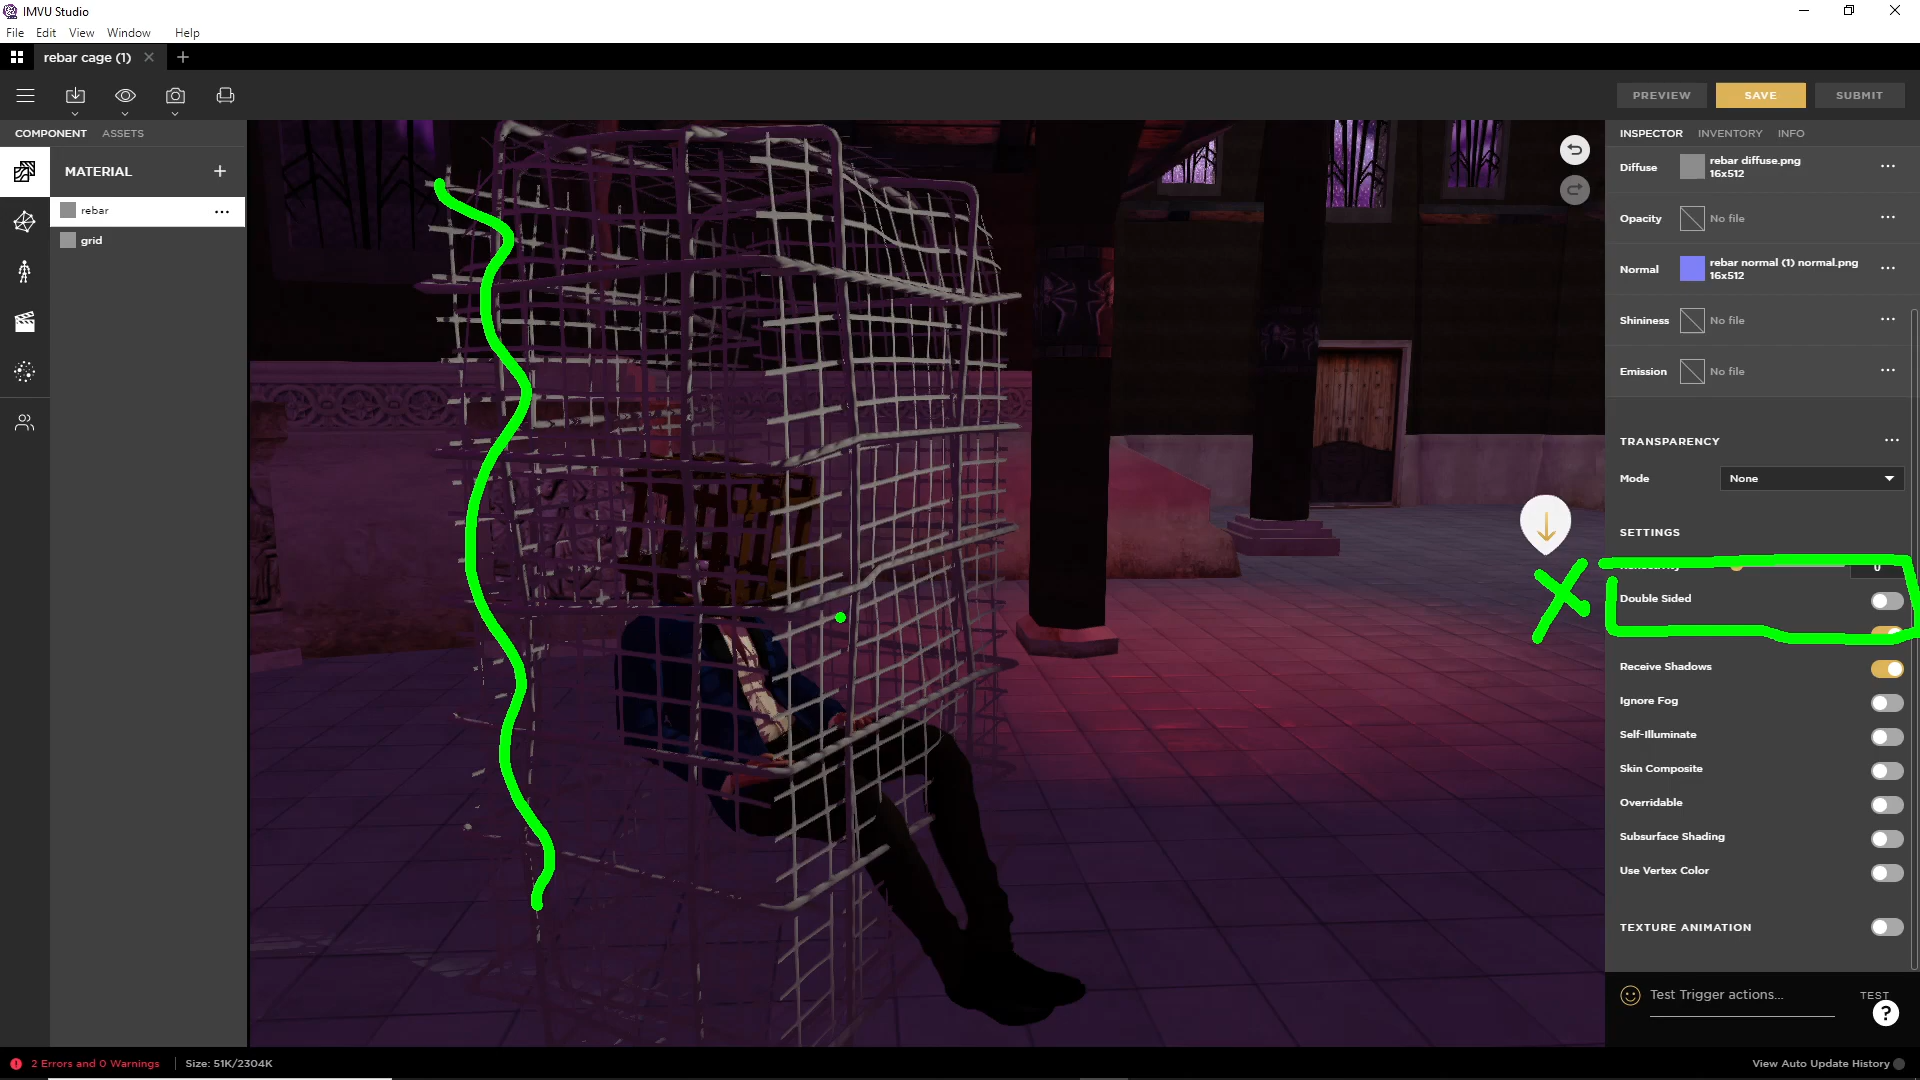 IMVU Studio
File Edit View Window Help
rebar cage (1)
PREVIEW SAVE SUBMIT
COMPONENT ASSETS
INSPECTOR INVENTORY INFO
MATERIAL
rebar
grid
Diffuse rebar diffuse.png
16x512
Opacity No file
Normal rebar normal (1) normal.png
16x512
Shininess No file
Emission No file
TRANSPARENCY
Mode None
SETTINGS
0
Double Sided
Receive Shadows
Ignore Fog
Self-Illuminate
Skin Composite
Overridable
Subsurface Shading
Use Vertex Color
TEXTURE ANIMATION
Test Trigger actions... TEST
?
2 Errors and 0 Warnings Size: 51K/2304K View Auto Update History